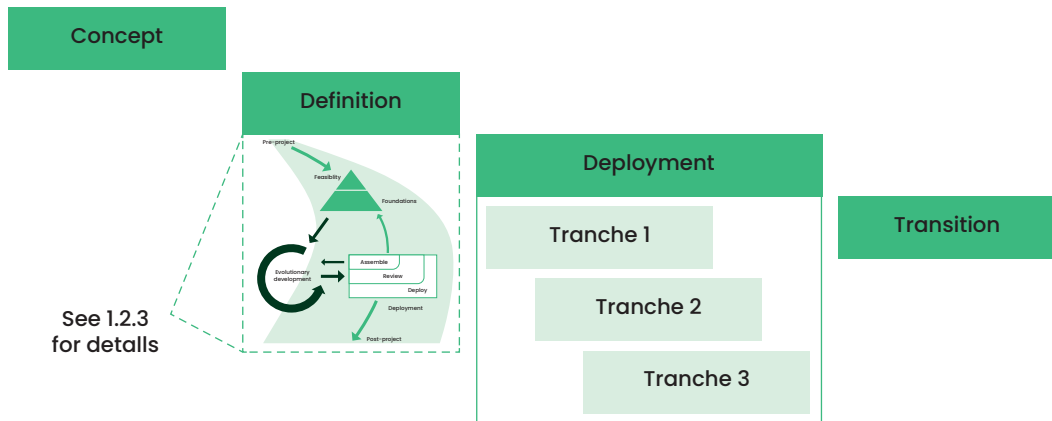 Concept
Definition
Pre-project
Feasiblity
Foundations
Evolutionary
development
Assemble
Review
Deploy
Deployment
Post-project
See 1.2.3
for detalls
Deployment
Tranche 1
Tranche 2
Tranche 3
Transition